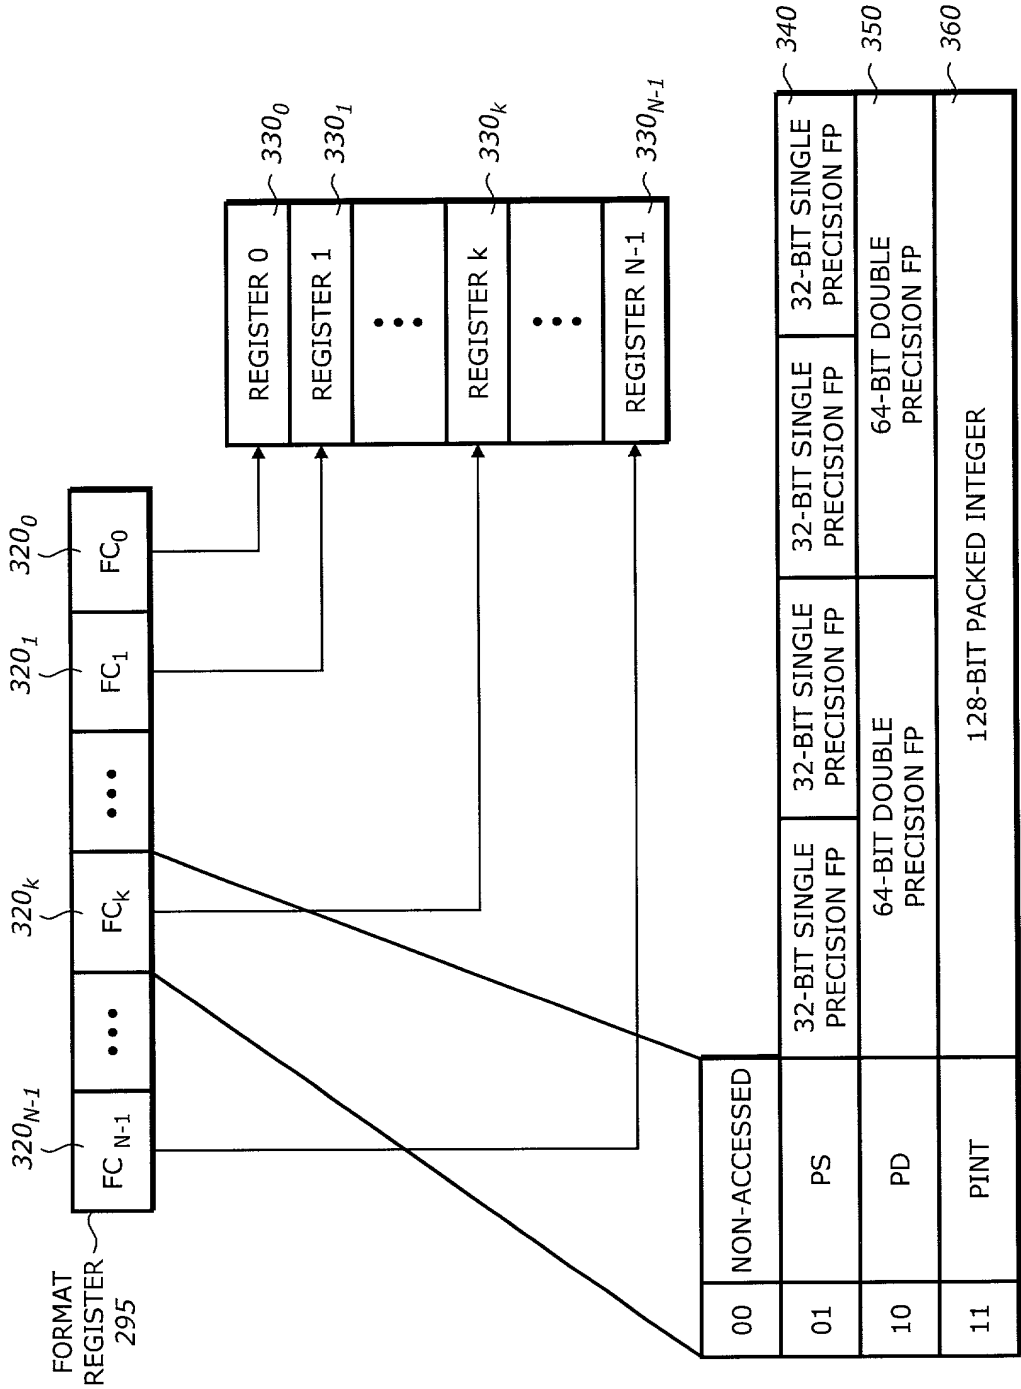 FORMAT
REGISTER
295
320N-1
320k
3201
3200
FC N-1
•••
FCk
•••
FC1
FC0
REGISTER 0
3300
REGISTER 1
3301
•••
REGISTER k
330k
•••
REGISTER N-1
330N-1
00
NON-ACCESSED
01
PS
32-BIT SINGLE
PRECISION FP
32-BIT SINGLE
PRECISION FP
32-BIT SINGLE
PRECISION FP
32-BIT SINGLE
PRECISION FP
340
10
PD
64-BIT DOUBLE
PRECISION FP
64-BIT DOUBLE
PRECISION FP
350
11
PINT
128-BIT PACKED INTEGER
360